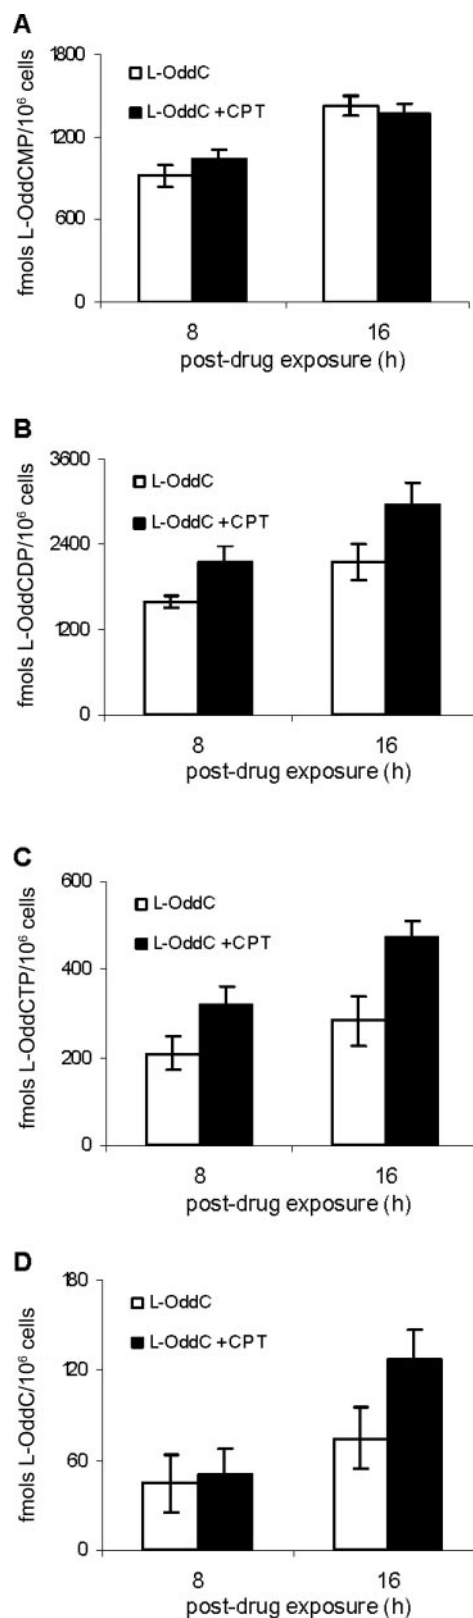 A
fmols L-OddCMP/10⁶ cells
1800
1200
600
0
L-OddC
L-OddC +CPT
8
16
post-drug exposure (h)
B
fmols L-OddCDP/10⁶ cells
3600
2400
1200
0
L-OddC
L-OddC +CPT
8
16
post-drug exposure (h)
C
fmols L-OddCTP/10⁶ cells
600
400
200
0
L-OddC
L-OddC +CPT
8
16
post-drug exposure (h)
D
fmols L-OddC/10⁶ cells
180
120
60
0
L-OddC
L-OddC +CPT
8
16
post-drug exposure (h)